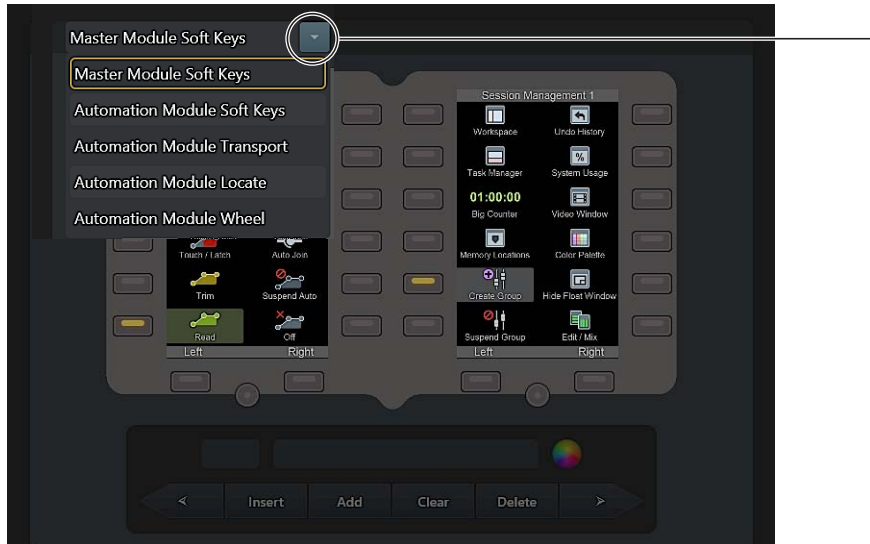 Master Module Soft Keys
Master Module Soft Keys
Automation Module Soft Keys
Automation Module Transport
Automation Module Locate
Automation Module Wheel
Touch / Latch Auto Join
Trim Suspend Auto
Read Off
Left Right
Session Management 1
Workspace Undo History
%
Task Manager System Usage
01:00:00
Big Counter Video Window
Memory Locations Color Palette
Create Group Hide Float Window
Suspend Group Edit / Mix
Left Right
Insert Add Clear Delete